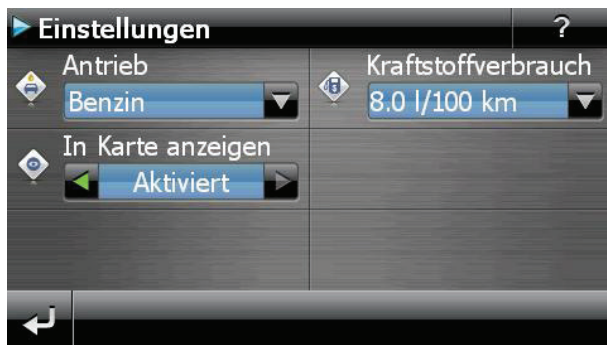 Einstellungen
?
Antrieb
Benzin
Kraftstoffverbrauch
8.0 l/100 km
In Karte anzeigen
Aktiviert